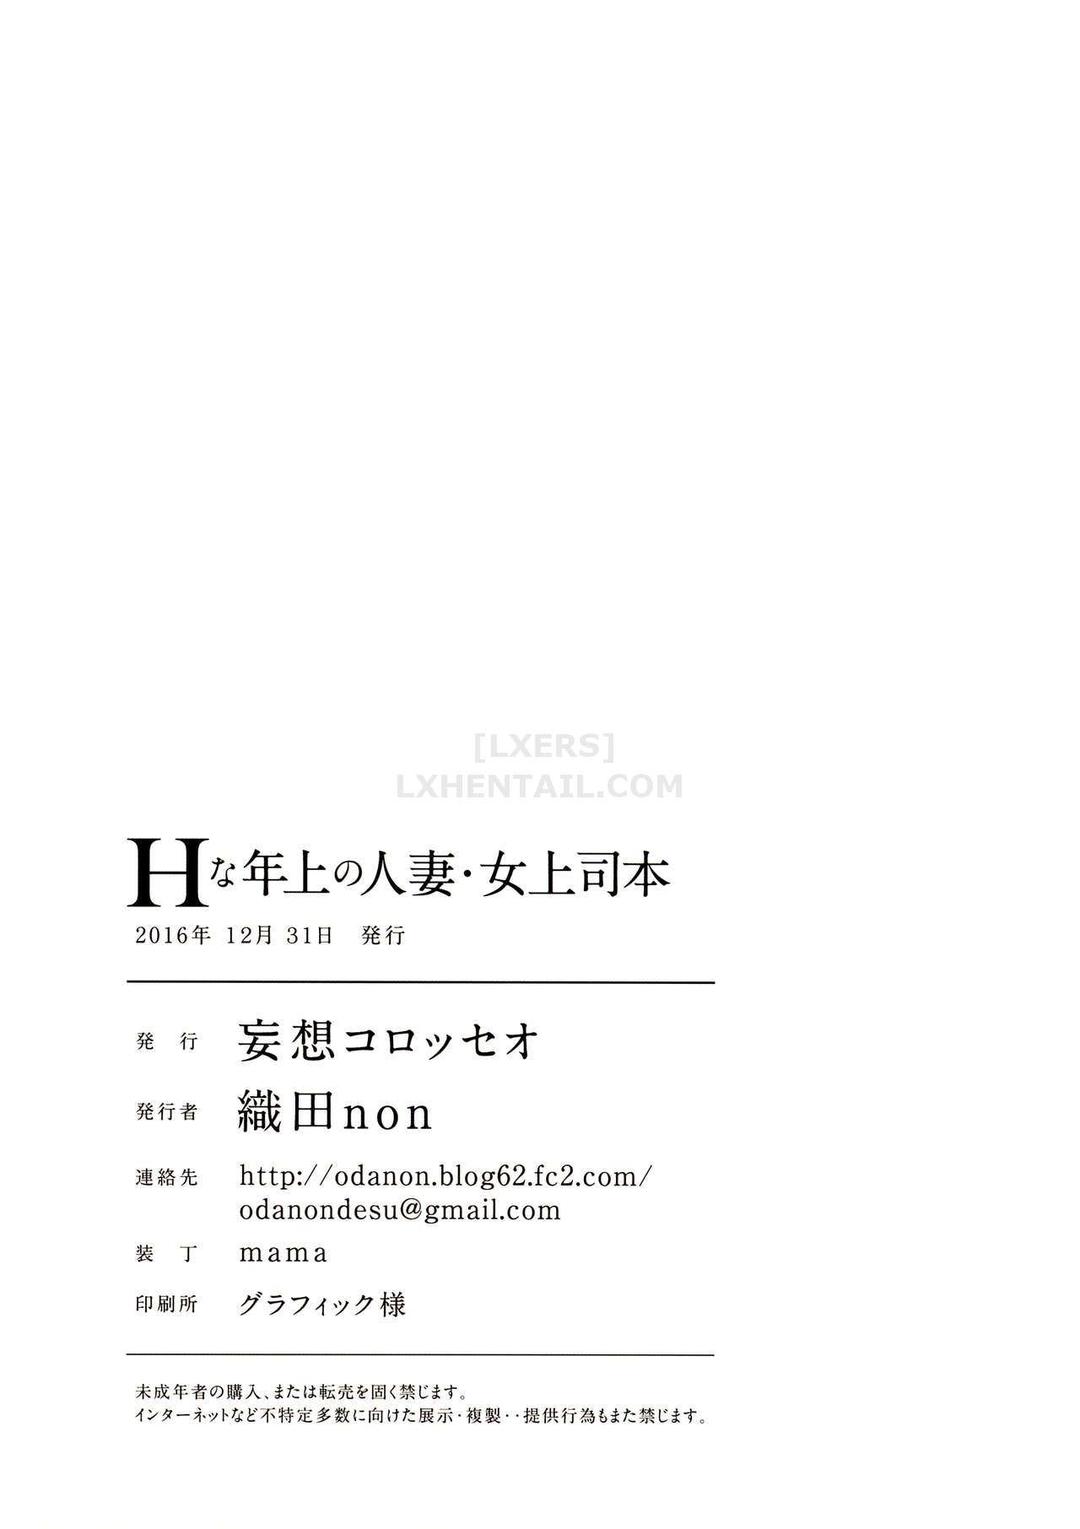 [LXERS]
LXHENTAIL.COM
Hな年上の人妻・女上司本
2016年 12月 31日 発行
発 行 妄想コロッセオ
発行者 織田non
連絡先 http://odanon.blog62.fc2.com/
odanondesu@gmail.com
装 丁 mama
印刷所 グラフィック様
未成年者の購入、または転売を固く禁じます。
インターネットなど不特定多数に向けた展示・複製・・提供行為もまた禁じます。